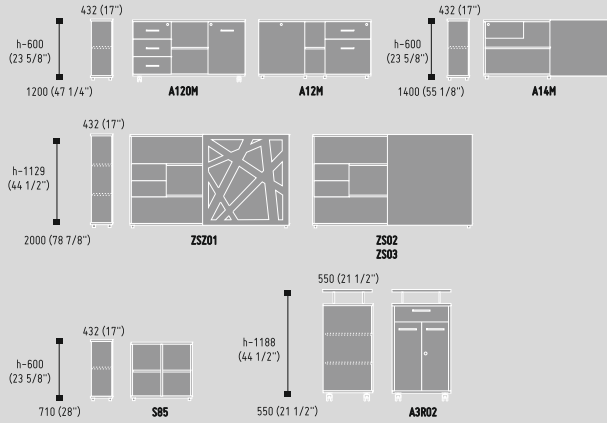 432 (17")
h-600
(23 5/8")
1200 (47 1/4")
A120M
A12M
432 (17")
h-600
(23 5/8")
1400 (55 1/8")
A14M
432 (17")
h-1129
(44 1/2")
2000 (78 7/8")
ZSZ01
ZS02
ZS03
432 (17")
h-600
(23 5/8")
710 (28")
S85
550 (21 1/2")
h-1188
(44 1/2")
550 (21 1/2")
A3R02